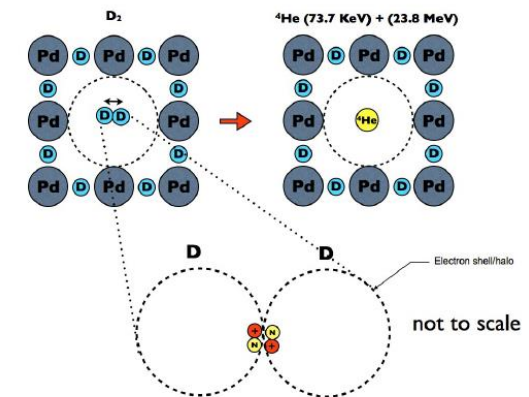 D₂
⁴He (73.7 KeV) + (23.8 MeV)
Pd D Pd D Pd
Pd D Pd D Pd
D D
D D
Pd D D Pd
Pd ⁴He Pd
D D
D D
Pd D Pd D Pd
Pd D Pd D Pd
D D
Electron shell/halo
+ N
N +
not to scale